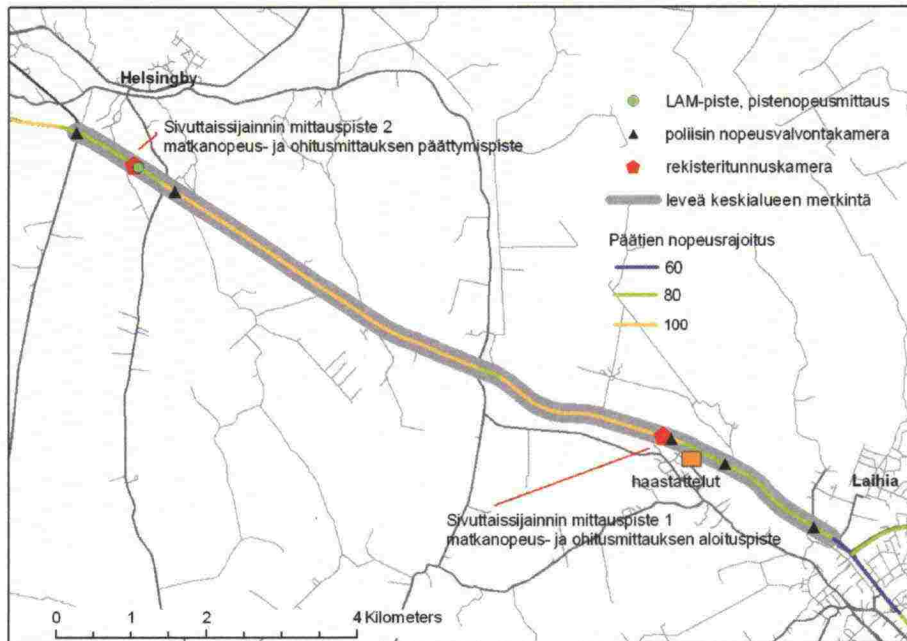 Helsingby
Sivuttaissijainnin mittauspiste 2
matkanopeus- ja ohitusmittauksen päättymispiste
LAM-piste, pistenopeusmittaus
poliisin nopeusvalvontakamera
rekisteritunnuskamera
leveä keskialueen merkintä
Päätien nopeusrajoitus
60
80
100
haastattelut
Laihia
Sivuttaissijainnin mittauspiste 1
matkanopeus- ja ohitusmittauksen aloituspiste
0 1 2 4 Kilometers